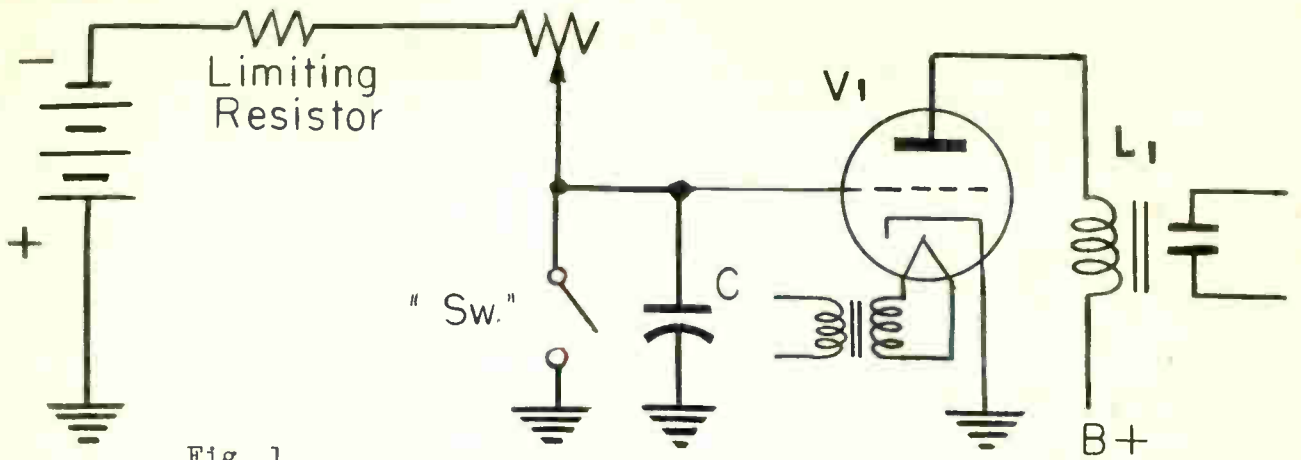 −
Limiting
Resistor
+
" Sw."
C
V1
L1
B+
Fig. 1